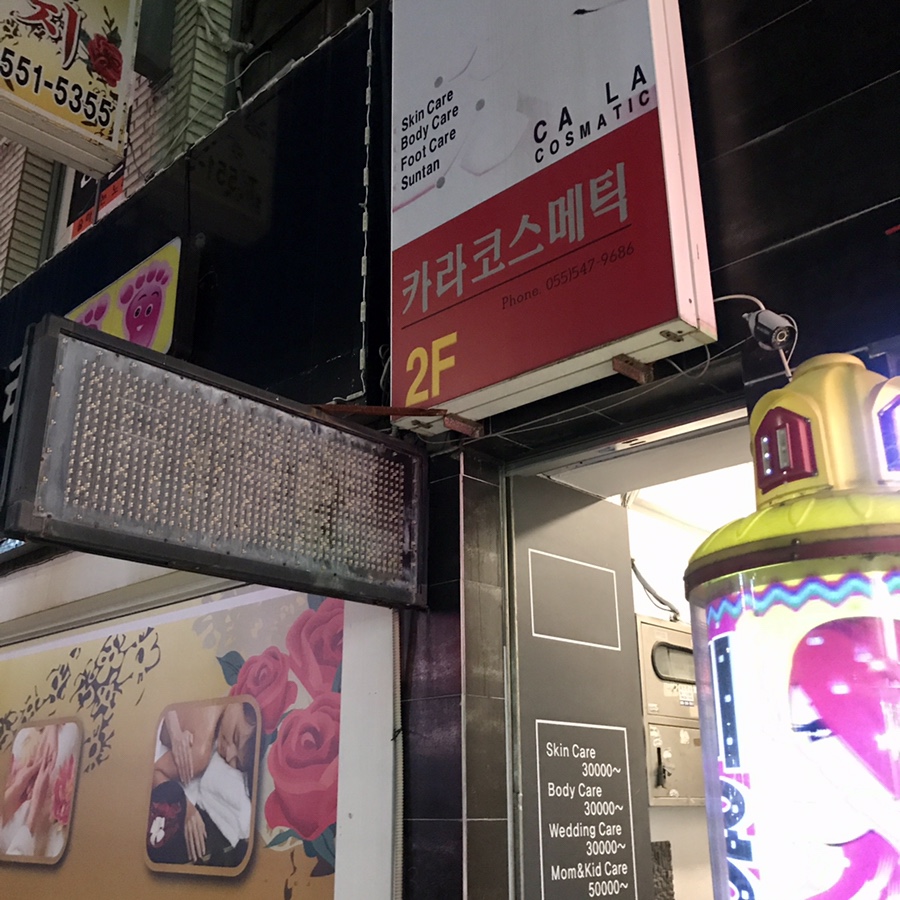 551-5355
Skin Care
Body Care
Foot Care
Suntan
CA LA
COSMATIC
카라코스메틱
Phone. 055)547-9686
2F
Skin Care
30000~
Body Care
30000~
Wedding Care
30000~
Mom&Kid Care
50000~